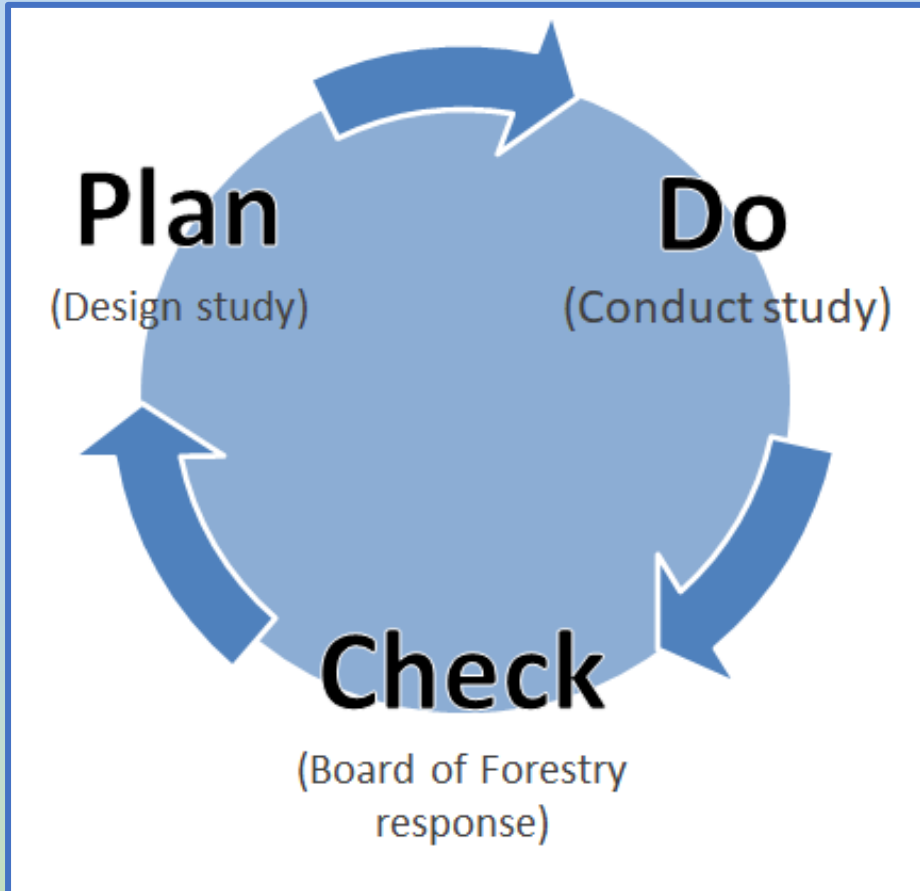 Plan
(Design study)
Do
(Conduct study)
Check
(Board of Forestry
response)